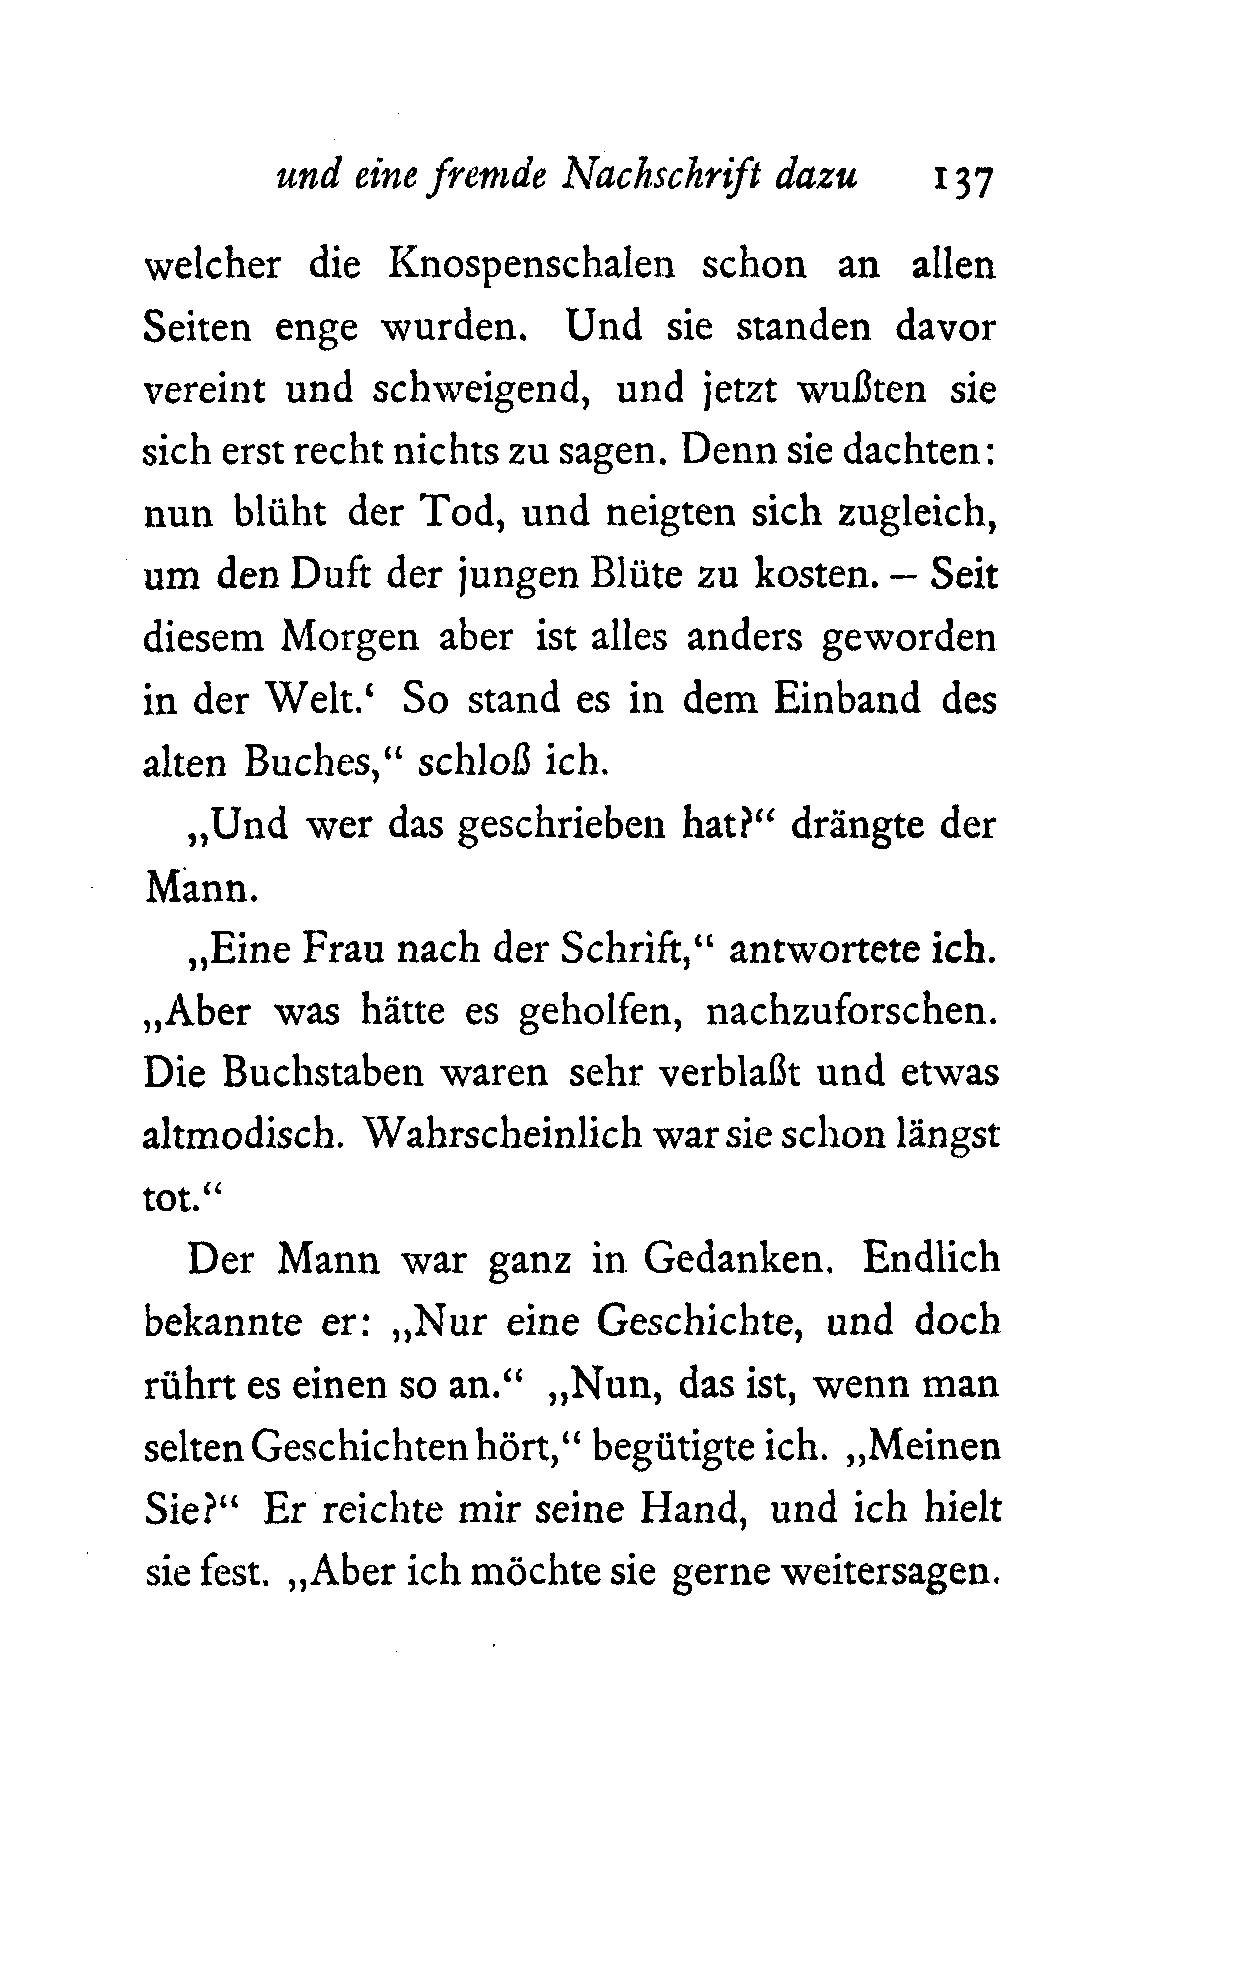 und eine fremde Nachschrift dazu 137
welcher die Knospenschalen schon an allen
Seiten enge wurden. Und sie standen davor
vereint und schweigend, und jetzt wußten sie
sich erst recht nichts zu sagen. Denn sie dachten:
nun blüht der Tod, und neigten sich zugleich,
um den Duft der jungen Blüte zu kosten. – Seit
diesem Morgen aber ist alles anders geworden
in der Welt.‘ So stand es in dem Einband des
alten Buches,“ schloß ich.
„Und wer das geschrieben hat?“ drängte der
Mann.
„Eine Frau nach der Schrift,“ antwortete ich.
„Aber was hätte es geholfen, nachzuforschen.
Die Buchstaben waren sehr verblaßt und etwas
altmodisch. Wahrscheinlich war sie schon längst
tot.“
Der Mann war ganz in Gedanken. Endlich
bekannte er: „Nur eine Geschichte, und doch
rührt es einen so an.“ „Nun, das ist, wenn man
selten Geschichten hört,“ begütigte ich. „Meinen
Sie?“ Er reichte mir seine Hand, und ich hielt
sie fest. „Aber ich möchte sie gerne weitersagen.